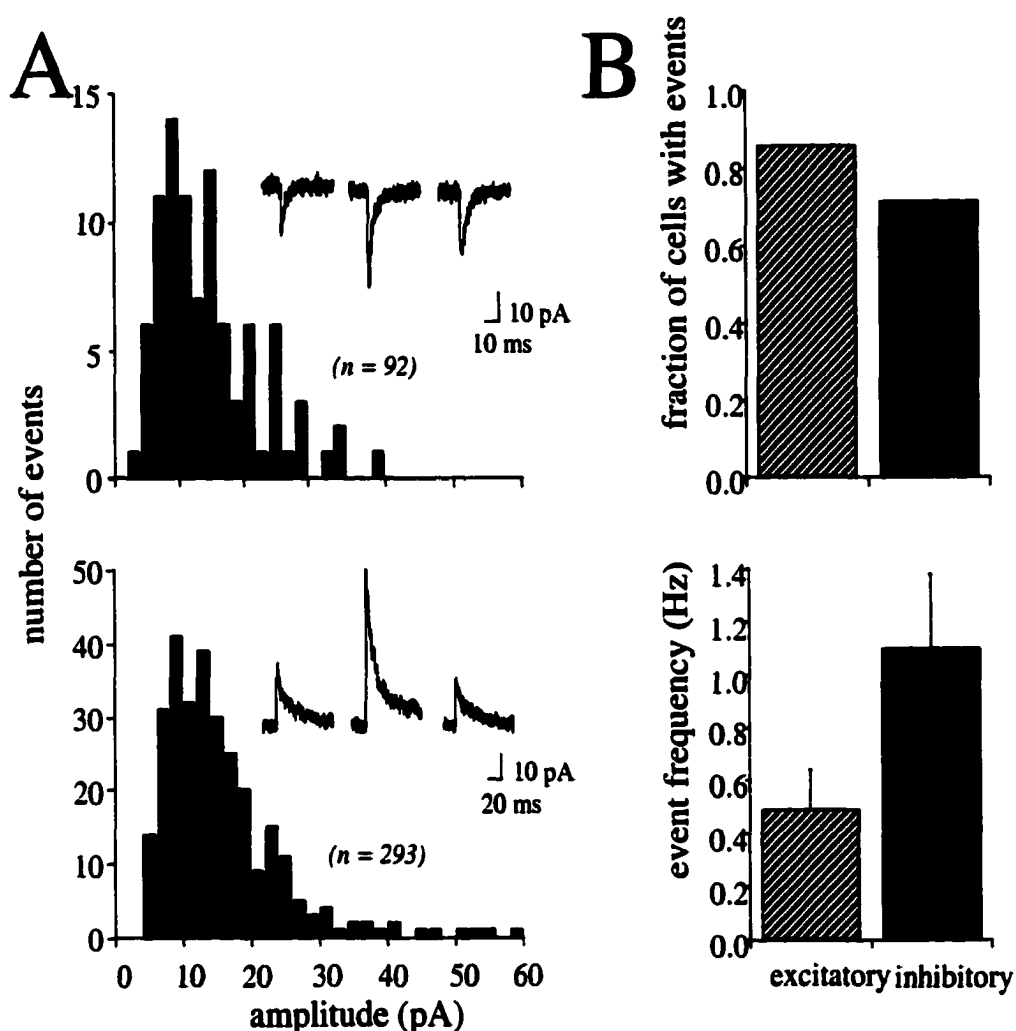 A
B
number of events
15
10
5
0
10 pA
10 ms
(n = 92)
50
40
30
20
10
0
10 pA
20 ms
(n = 293)
0 10 20 30 40 50 60
amplitude (pA)
fraction of cells with events
1.0
0.8
0.6
0.4
0.2
0.0
event frequency (Hz)
1.4
1.2
1.0
0.8
0.6
0.4
0.2
0.0
excitatory inhibitory